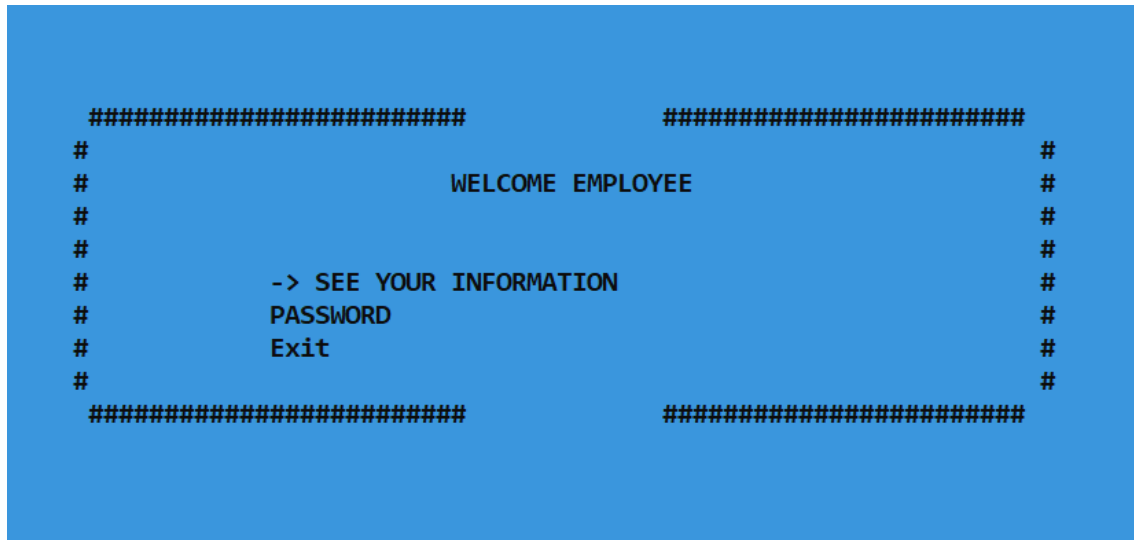 #########################             ########################
#                                                               #
#                        WELCOME EMPLOYEE                       #
#                                                               #
#                                                               #
#            -> SEE YOUR INFORMATION                            #
#            PASSWORD                                           #
#            Exit                                               #
#                                                               #
 #########################             ########################